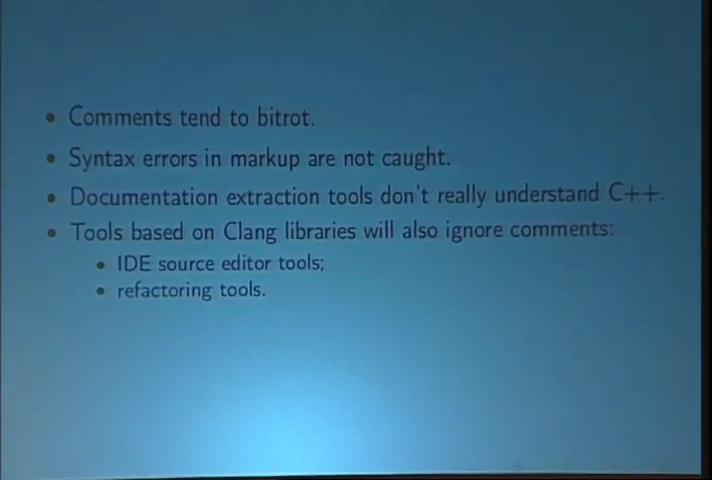 Comments tend to bitrot.
Syntax errors in markup are not caught.
Documentation extraction tools don't really understand C++.
Tools based on Clang libraries will also ignore comments:
IDE source editor tools;
refactoring tools.